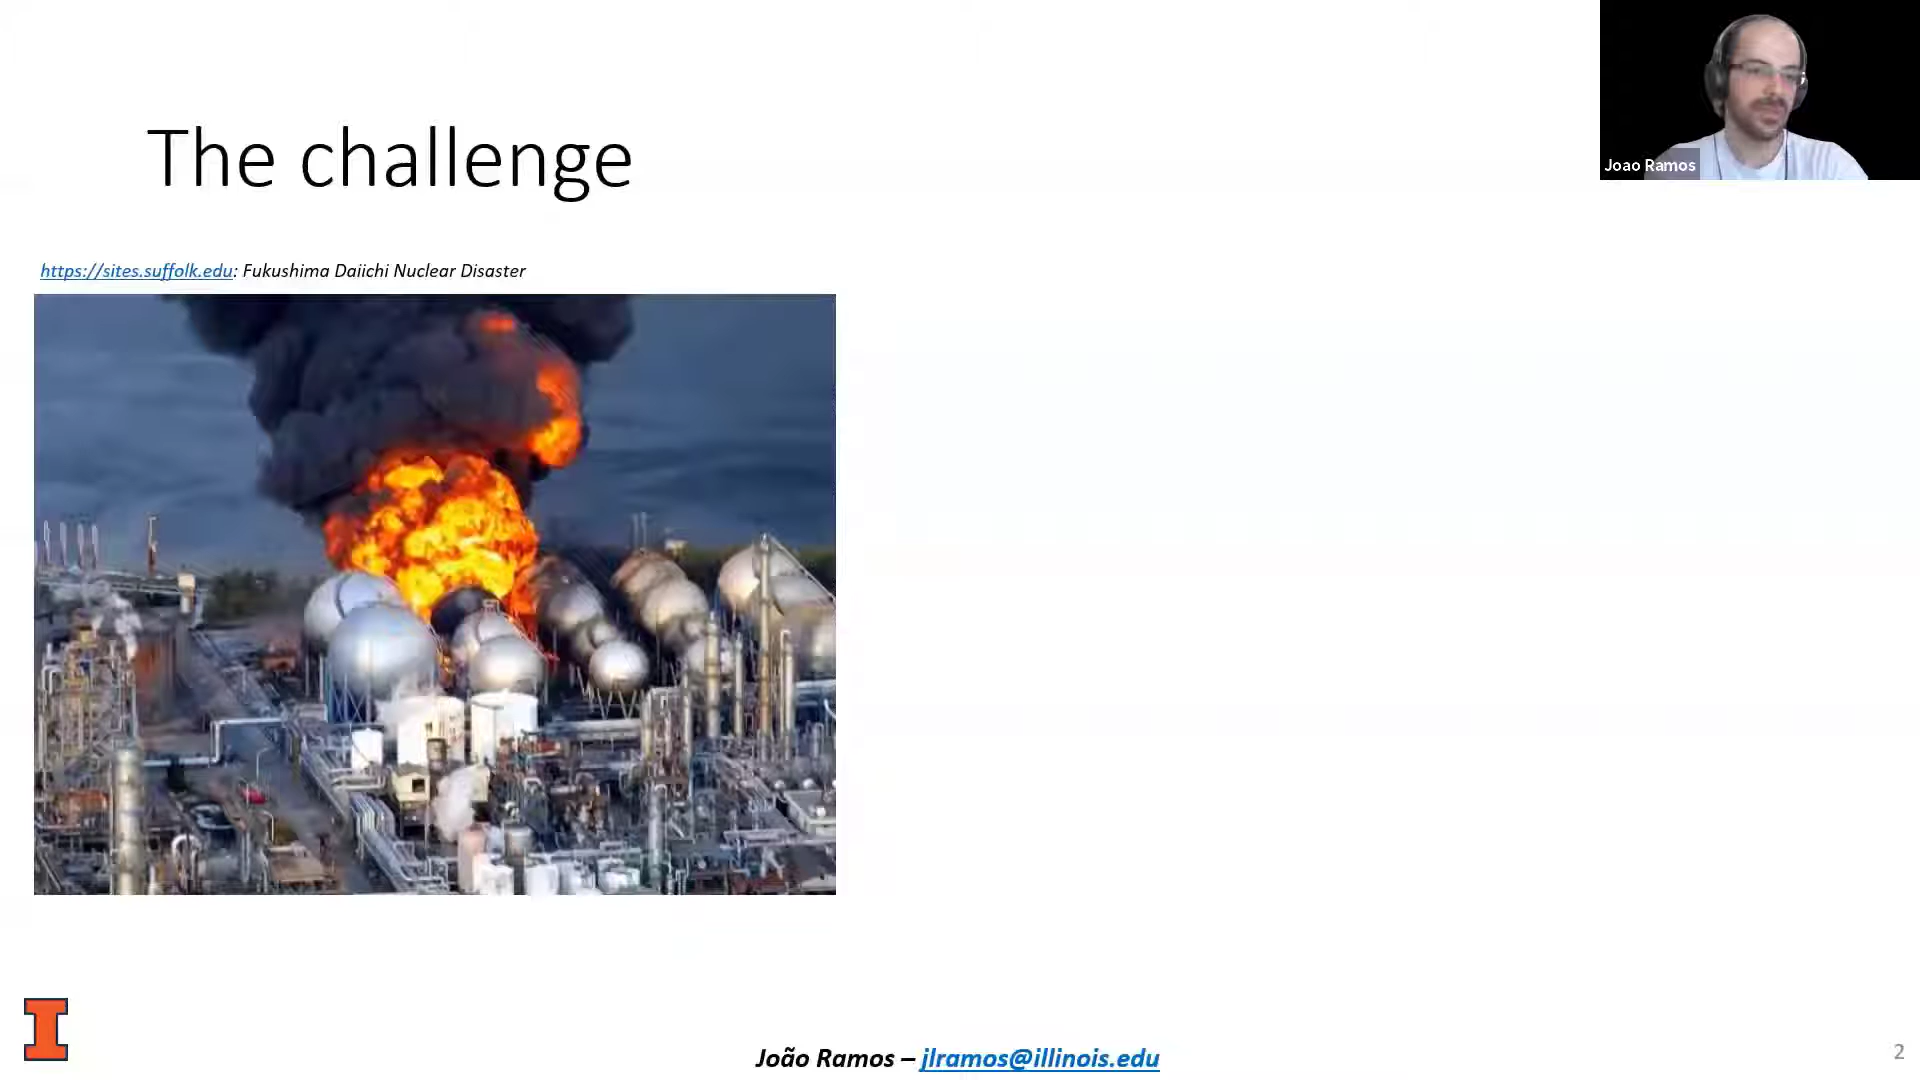 The challenge
Joao Ramos
https://sites.suffolk.edu: Fukushima Daiichi Nuclear Disaster
João Ramos – jlramos@illinois.edu
2